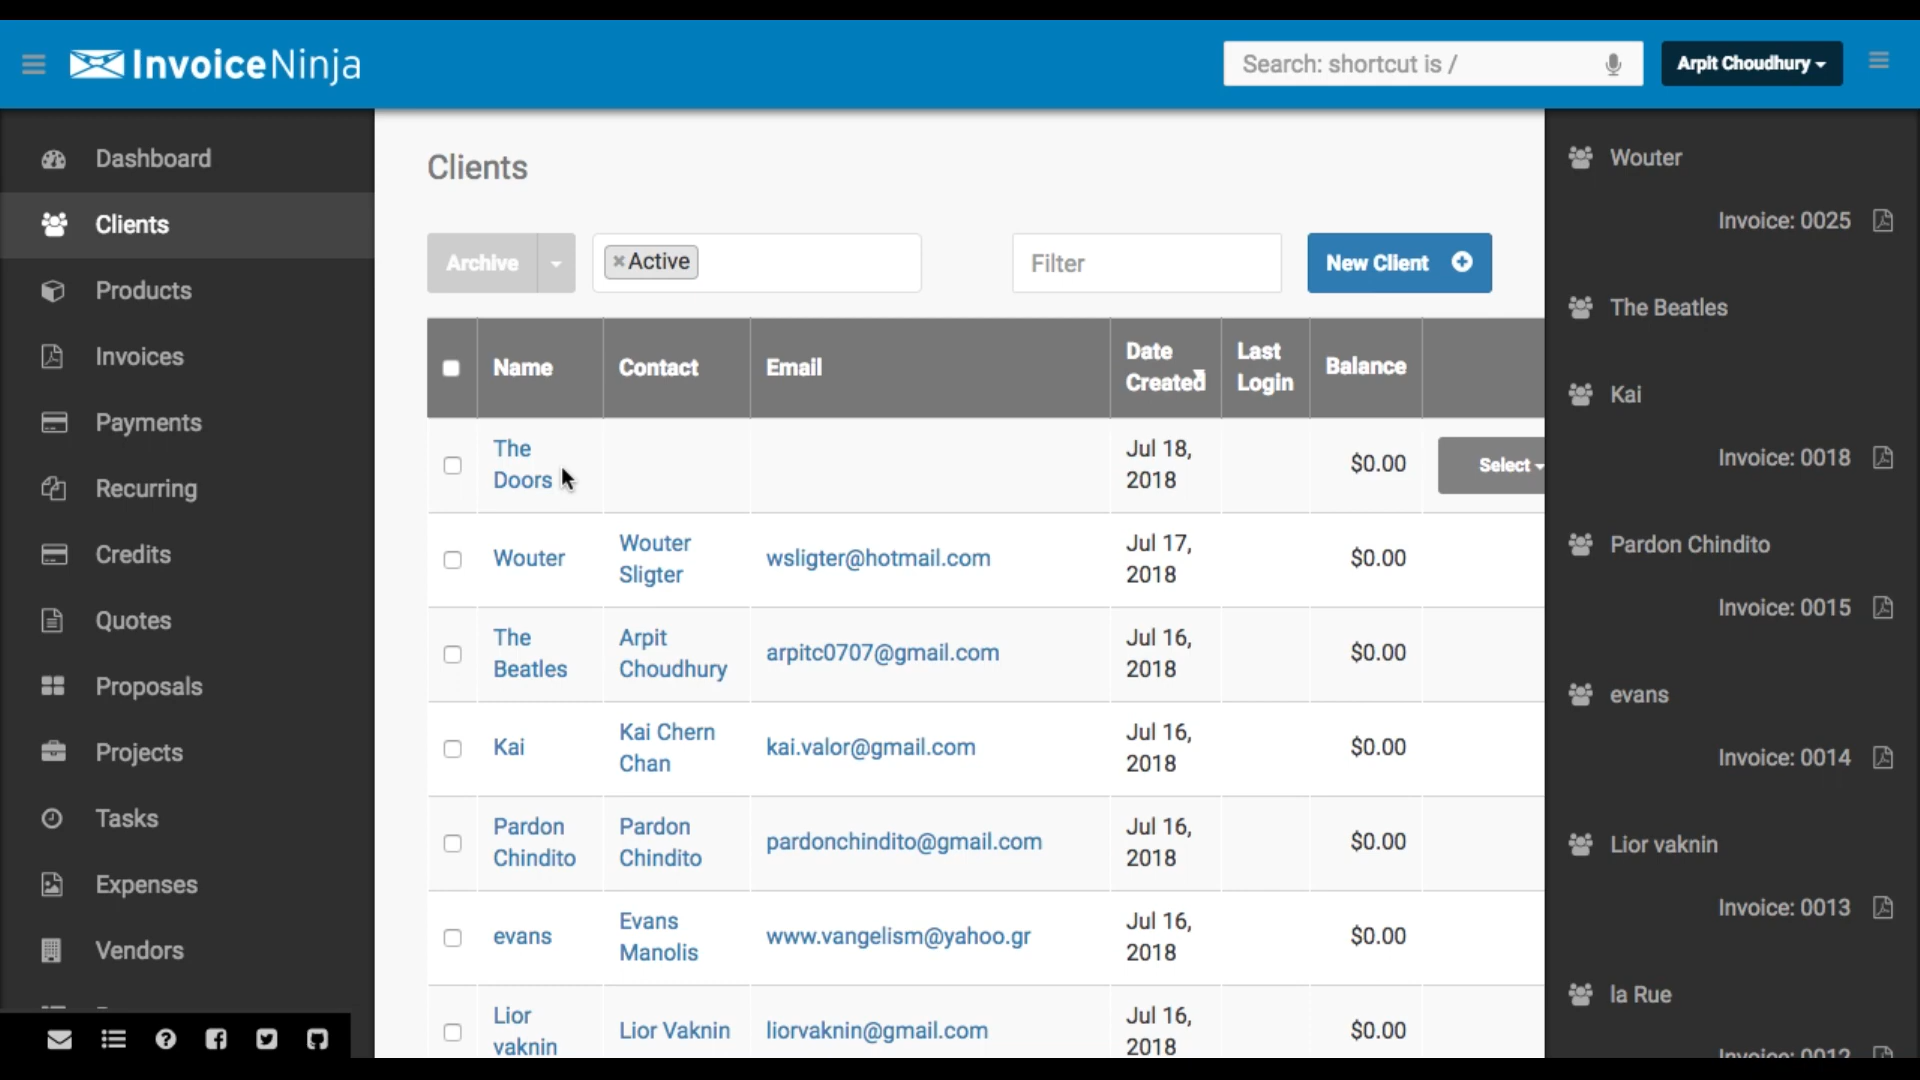 InvoiceNinja
Search: shortcut is /
Arpit Choudhury
Dashboard
Clients
Products
Invoices
Payments
Recurring
Credits
Quotes
Proposals
Projects
Tasks
Expenses
Vendors
Clients
Archive
×Active
Filter
New Client
Name
Contact
Email
Date
Created
Last
Login
Balance
The
Doors
Jul 18,
2018
$0.00
Select
Wouter
Wouter
Sligter
wsligter@hotmail.com
Jul 17,
2018
$0.00
The
Beatles
Arpit
Choudhury
arpitc0707@gmail.com
Jul 16,
2018
$0.00
Kai
Kai Chern
Chan
kai.valor@gmail.com
Jul 16,
2018
$0.00
Pardon
Chindito
Pardon
Chindito
pardonchindito@gmail.com
Jul 16,
2018
$0.00
evans
Evans
Manolis
www.vangelism@yahoo.gr
Jul 16,
2018
$0.00
Lior
vaknin
Lior Vaknin
liorvaknin@gmail.com
Jul 16,
2018
$0.00
Wouter
Invoice: 0025
The Beatles
Kai
Invoice: 0018
Pardon Chindito
Invoice: 0015
evans
Invoice: 0014
Lior vaknin
Invoice: 0013
la Rue
Invoice: 0012